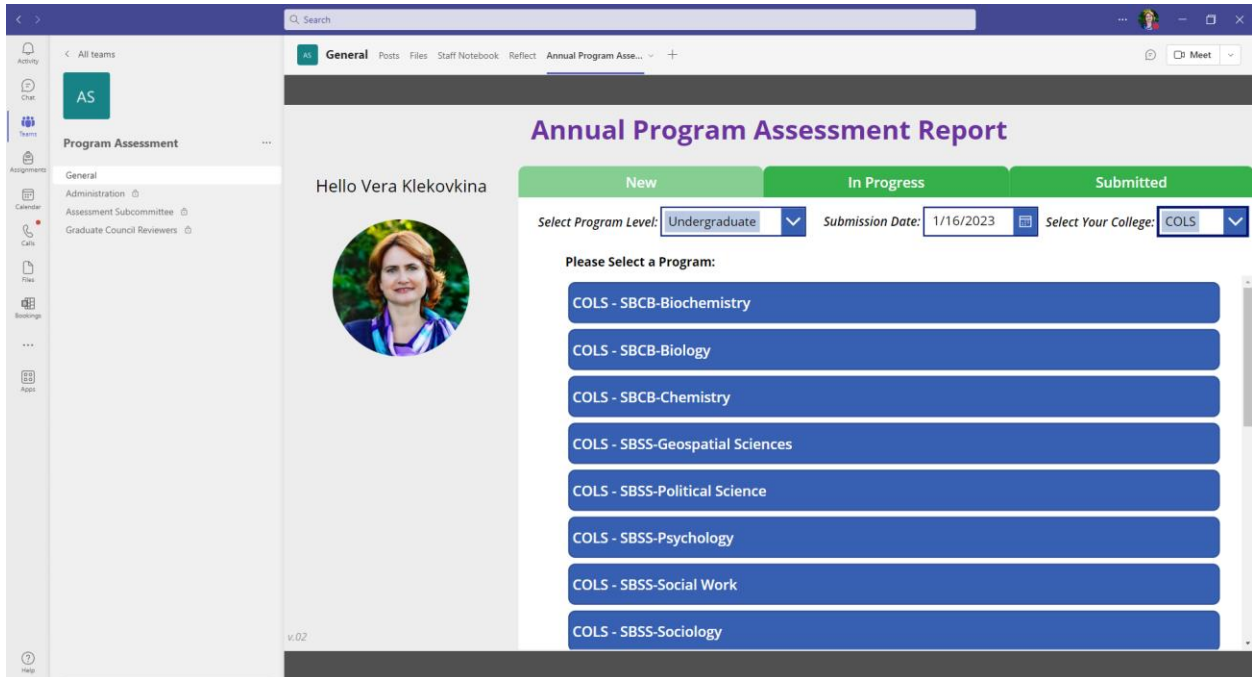 Search
Activity
Chat
Teams
Assignments
Calendar
Calls
Files
Bookings
Apps
Help
All teams
AS
Program Assessment
General
Administration
Assessment Subcommittee
Graduate Council Reviewers
AS General Posts Files Staff Notebook Reflect Annual Program Asse... Meet
Annual Program Assessment Report
Hello Vera Klekovkina
New In Progress Submitted
Select Program Level: Undergraduate Submission Date: 1/16/2023 Select Your College: COLS
Please Select a Program:
COLS - SBCB-Biochemistry
COLS - SBCB-Biology
COLS - SBCB-Chemistry
COLS - SBSS-Geospatial Sciences
COLS - SBSS-Political Science
COLS - SBSS-Psychology
COLS - SBSS-Social Work
COLS - SBSS-Sociology
v.02